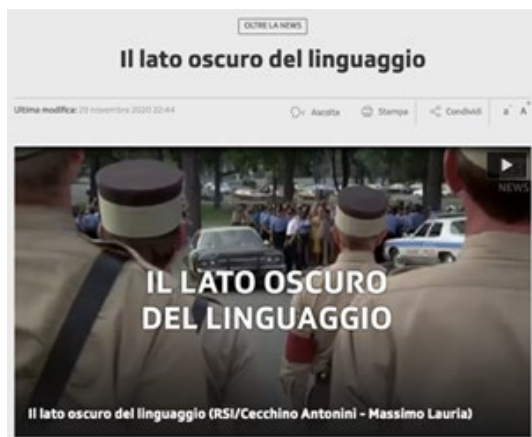 OLTRE LA NEWS
Il lato oscuro del linguaggio
Ultima modifica: 29 novembre 2020 22:44
Ascolta
Stampa
Condividi
a- A+
NEWS
IL LATO OSCURO
DEL LINGUAGGIO
Il lato oscuro del linguaggio (RSI/Cecchino Antonini - Massimo Lauria)